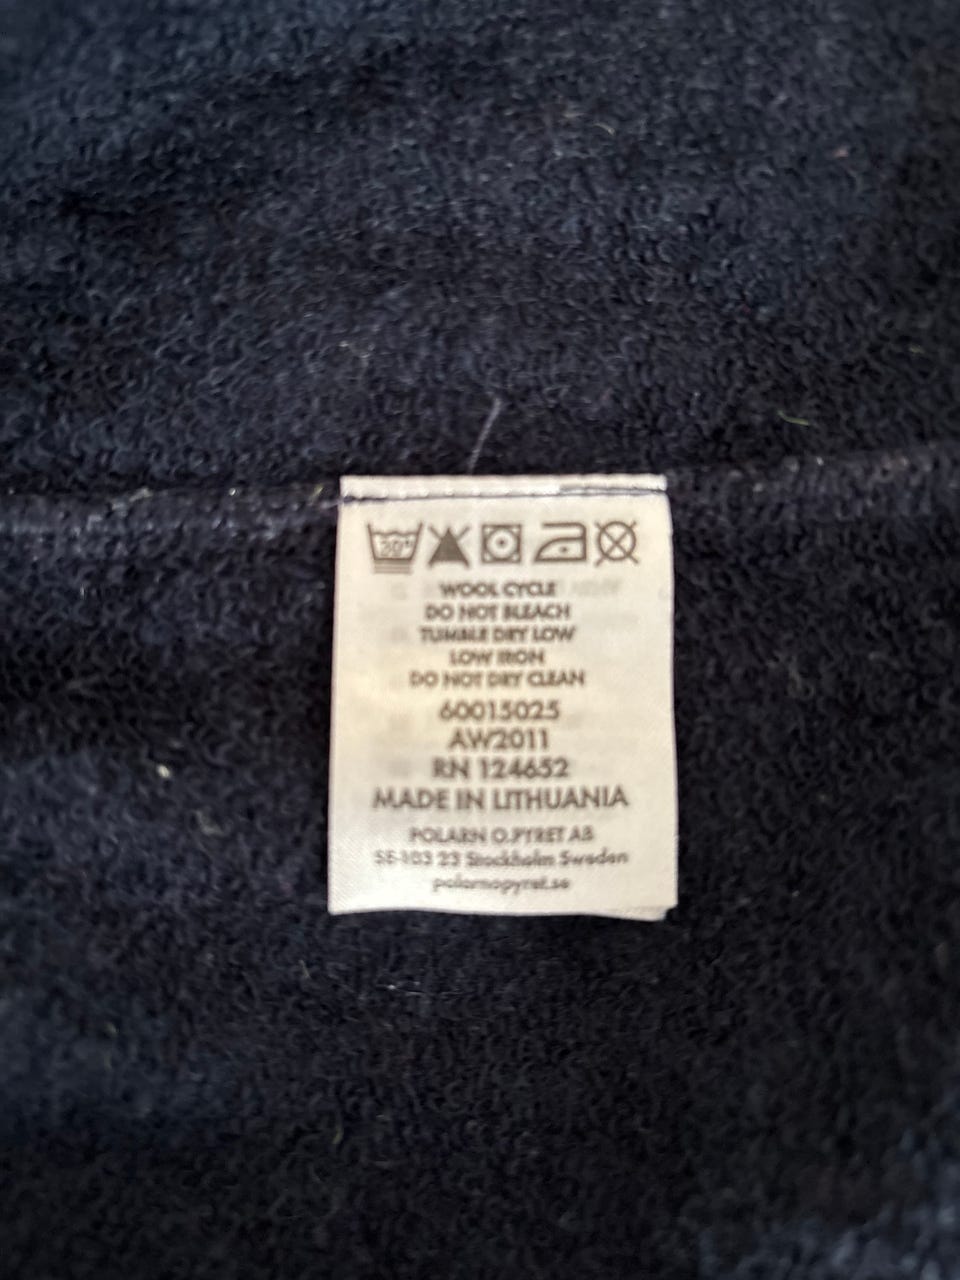 30°
WOOL CYCLE
DO NOT BLEACH
TUMBLE DRY LOW
LOW IRON
DO NOT DRY CLEAN
60015025
AW2011
RN 124652
MADE IN LITHUANIA
POLARN O.PYRET AB
SE-103 23 Stockholm Sweden
polarnopyret.se